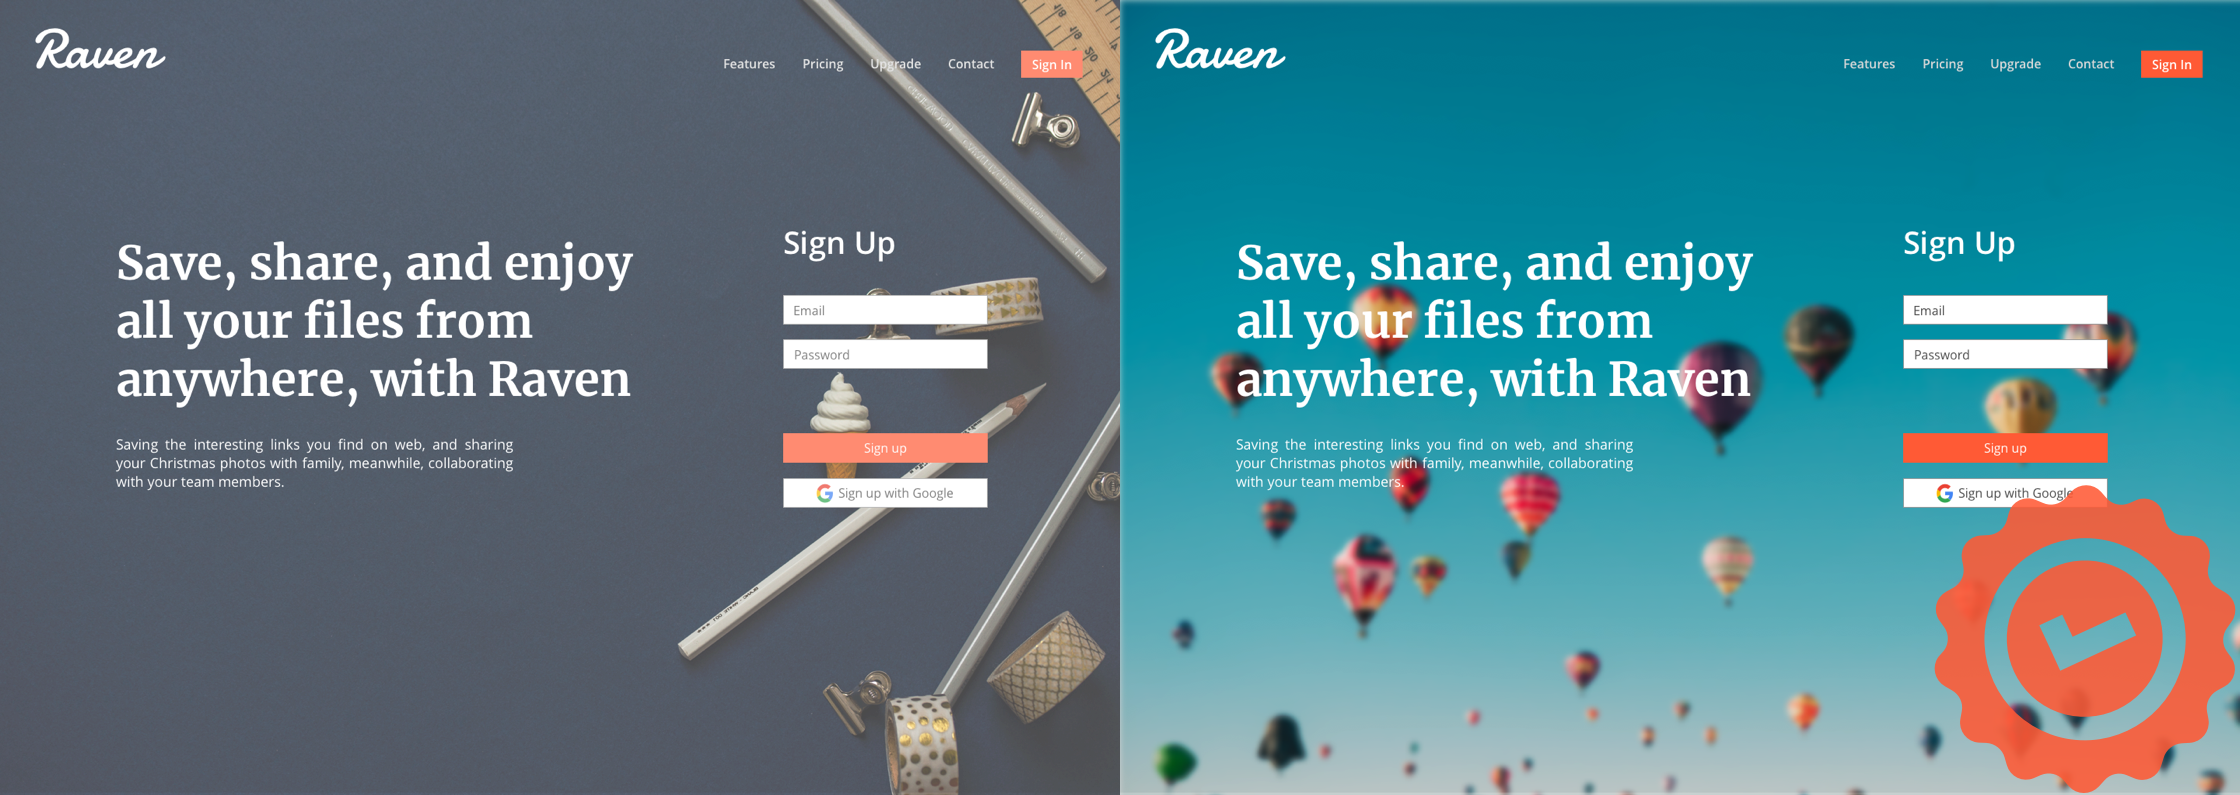 Raven
Features Pricing Upgrade Contact Sign In
Save, share, and enjoy
all your files from
anywhere, with Raven
Saving the interesting links you find on web, and sharing
your Christmas photos with family, meanwhile, collaborating
with your team members.
Sign Up
Email
Password
Sign up
Sign up with Google
Raven
Features Pricing Upgrade Contact Sign In
Save, share, and enjoy
all your files from
anywhere, with Raven
Saving the interesting links you find on web, and sharing
your Christmas photos with family, meanwhile, collaborating
with your team members.
Sign Up
Email
Password
Sign up
Sign up with Google